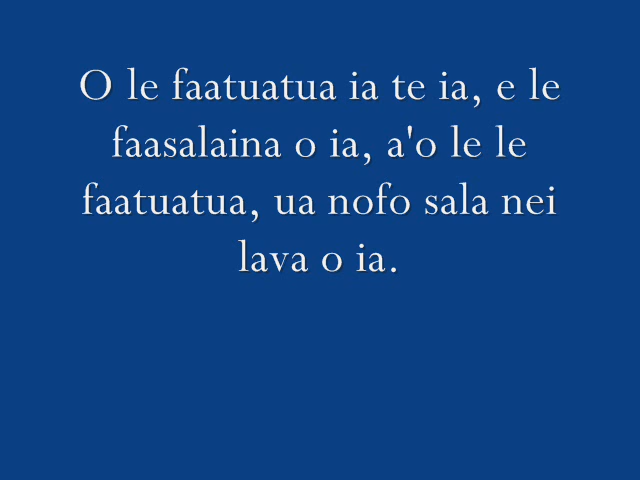 O le faatuatua ia te ia, e le
faasalaina o ia, a'o le le
faatuatua, ua nofo sala nei
lava o ia.